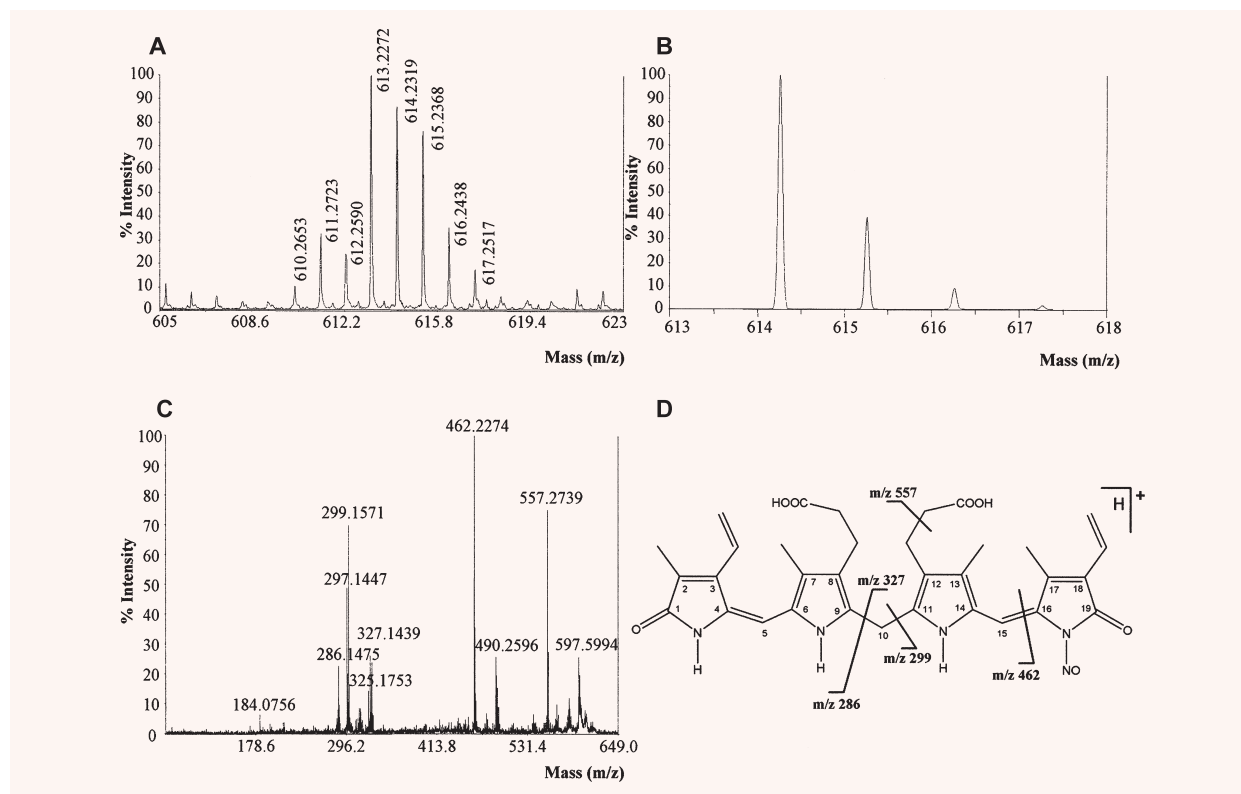 A
% Intensity
100
90
80
70
60
50
40
30
20
10
0
610.2653
611.2723
612.2590
613.2272
614.2319
615.2368
616.2438
617.2517
605 608.6 612.2 615.8 619.4 623
Mass (m/z)
B
% Intensity
100
90
80
70
60
50
40
30
20
10
0
613 614 615 616 617 618
Mass (m/z)
C
% Intensity
100
90
80
70
60
50
40
30
20
10
0
462.2274
557.2739
299.1571
297.1447
327.1439
286.1475
325.1753
490.2596
597.5994
184.0756
178.6 296.2 413.8 531.4 649.0
Mass (m/z)
D
m/z 557
H +
HOOC
COOH
2 3 7 8 12 13 17 18
m/z 327
1 4 6 9 11 14 16 19
O N 5 N 10 N 15 N O
H H H NO
m/z 299
m/z 462
m/z 286